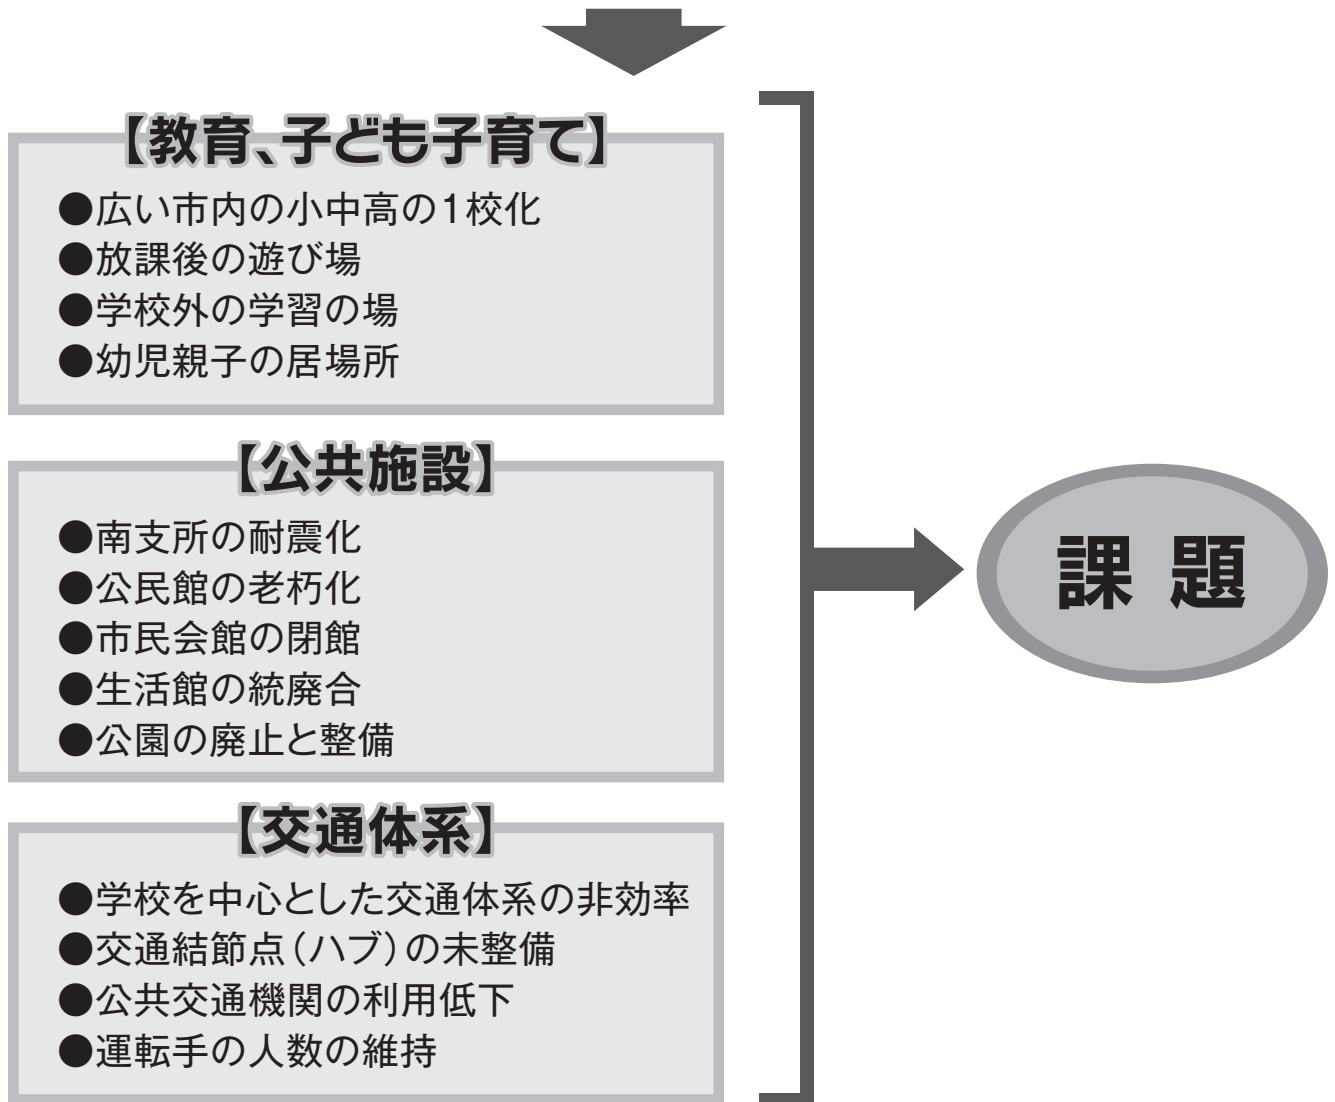 【教育、子ども子育て】
●広い市内の小中高の1校化
●放課後の遊び場
●学校外の学習の場
●幼児親子の居場所
【公共施設】
●南支所の耐震化
●公民館の老朽化
●市民会館の閉館
●生活館の統廃合
●公園の廃止と整備
【交通体系】
●学校を中心とした交通体系の非効率
●交通結節点(ハブ)の未整備
●公共交通機関の利用低下
●運転手の人数の維持
課題